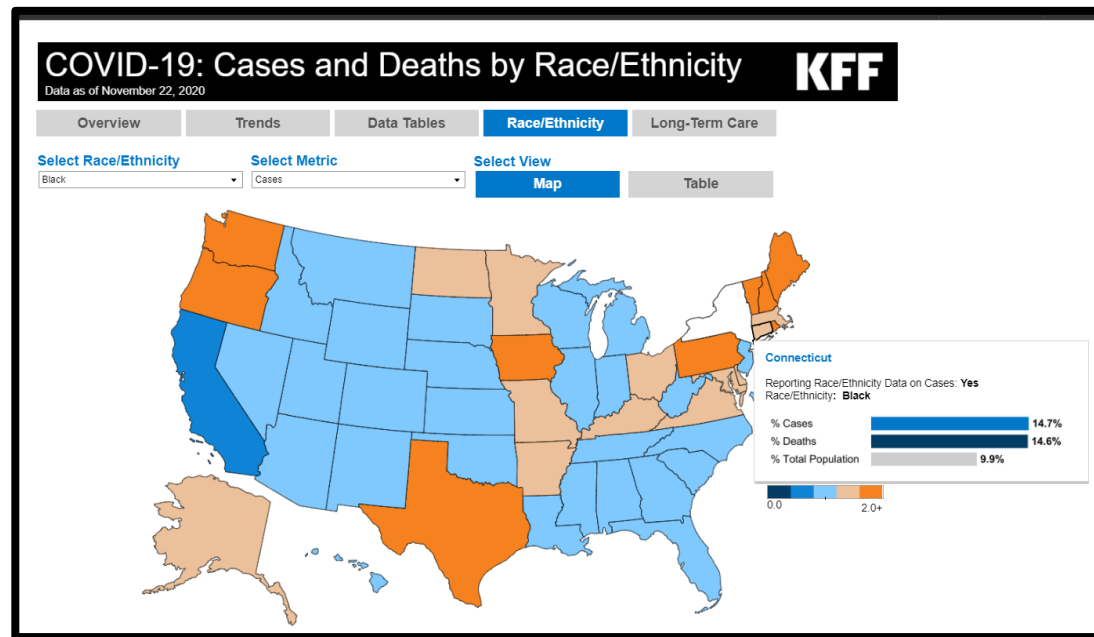 COVID-19: Cases and Deaths by Race/Ethnicity
KFF
Data as of November 22, 2020
Overview
Trends
Data Tables
Race/Ethnicity
Long-Term Care
Select Race/Ethnicity
Select Metric
Select View
Black
Cases
Map
Table
Connecticut
Reporting Race/Ethnicity Data on Cases: Yes
Race/Ethnicity: Black
% Cases 14.7%
% Deaths 14.6%
% Total Population 9.9%
0.0 2.0+